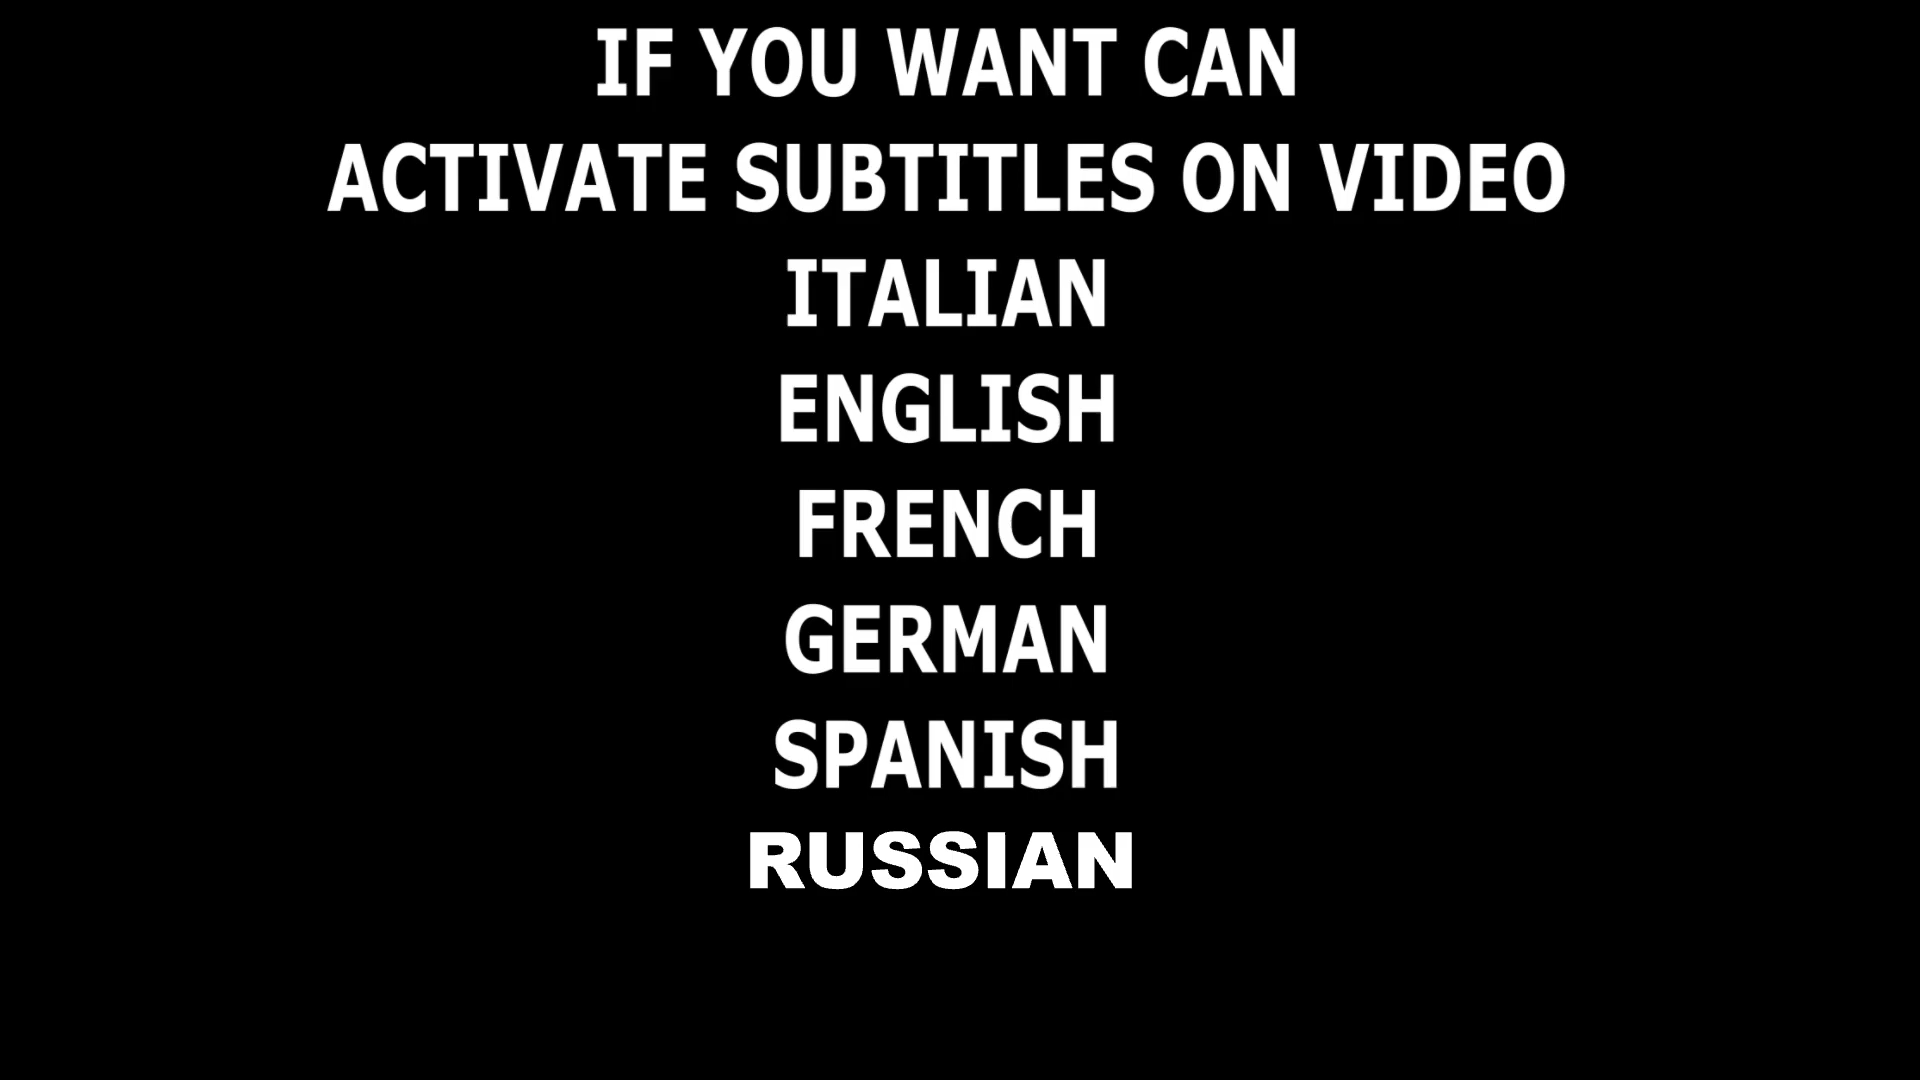 IF YOU WANT CAN
ACTIVATE SUBTITLES ON VIDEO
ITALIAN
ENGLISH
FRENCH
GERMAN
SPANISH
RUSSIAN